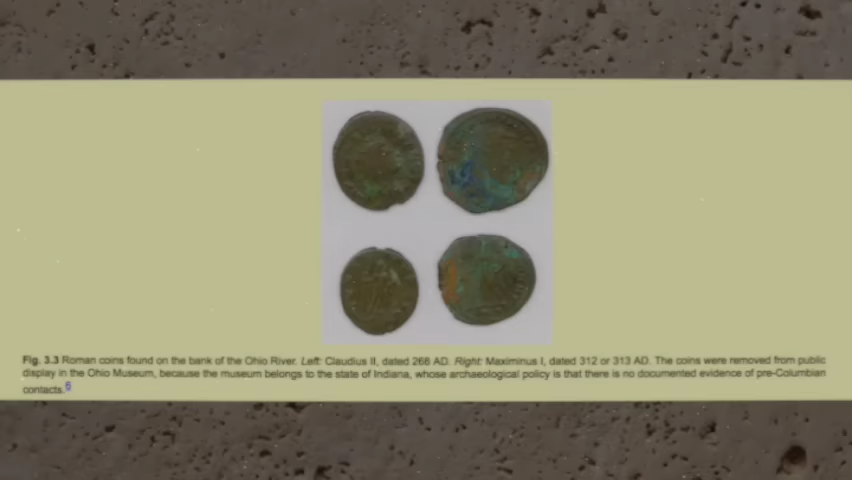 Fig. 3.3 Roman coins found on the bank of the Ohio River. Left: Claudius II, dated 268 AD. Right: Maximinus I, dated 312 or 313 AD. The coins were removed from public
display in the Ohio Museum, because the museum belongs to the state of Indiana, whose archaeological policy is that there is no documented evidence of pre-Columbian
contacts.6